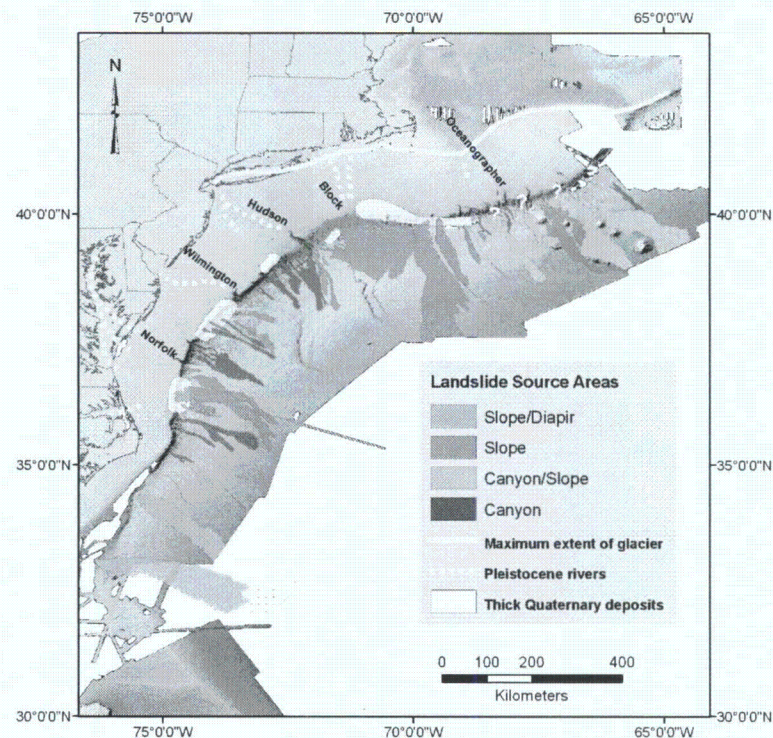 75°0'0"W 70°0'0"W 65°0'0"W
N
Oceanographer
Block
40°0'0"N 40°0'0"N
Hudson
Wilmington
Norfolk
Landslide Source Areas
Slope/Diapir
Slope
35°0'0"N 35°0'0"N
Canyon/Slope
Canyon
Maximum extent of glacier
Pleistocene rivers
Thick Quaternary deposits
0 100 200 400
Kilometers
30°0'0"N 30°0'0"N
75°0'0"W 70°0'0"W 65°0'0"W